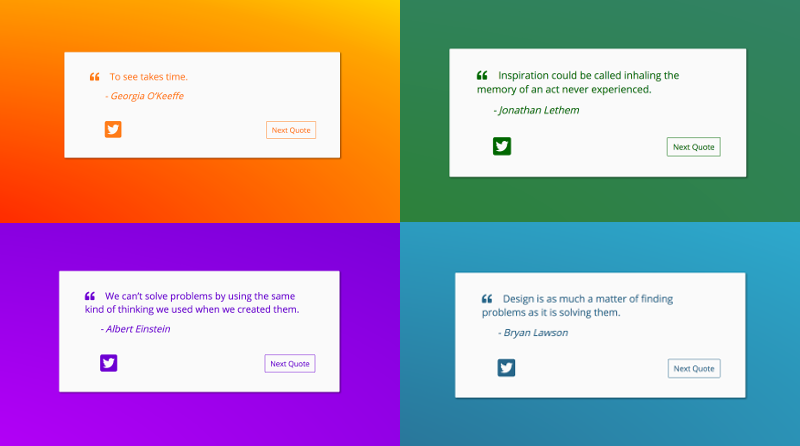 “ To see takes time.
- Georgia O'Keeffe
Next Quote
“ Inspiration could be called inhaling the
memory of an act never experienced.
- Jonathan Lethem
Next Quote
“ We can't solve problems by using the same
kind of thinking we used when we created them.
- Albert Einstein
Next Quote
“ Design is as much a matter of finding
problems as it is solving them.
- Bryan Lawson
Next Quote